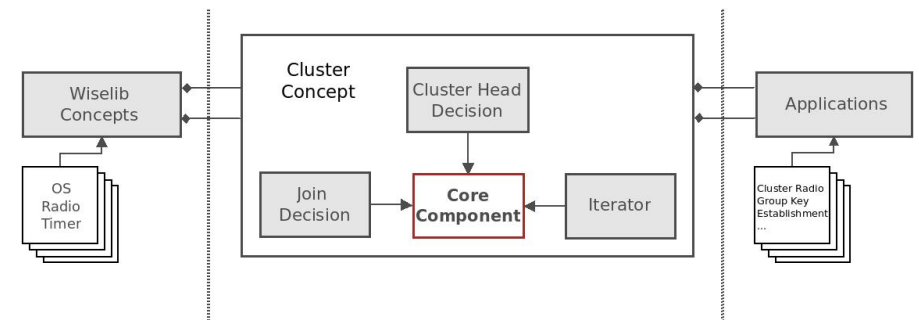 Wiselib
Concepts
OS
Radio
Timer
Cluster
Concept
Cluster Head
Decision
Join
Decision
Core
Component
Iterator
Applications
Cluster Radio
Group Key
Establishment
...